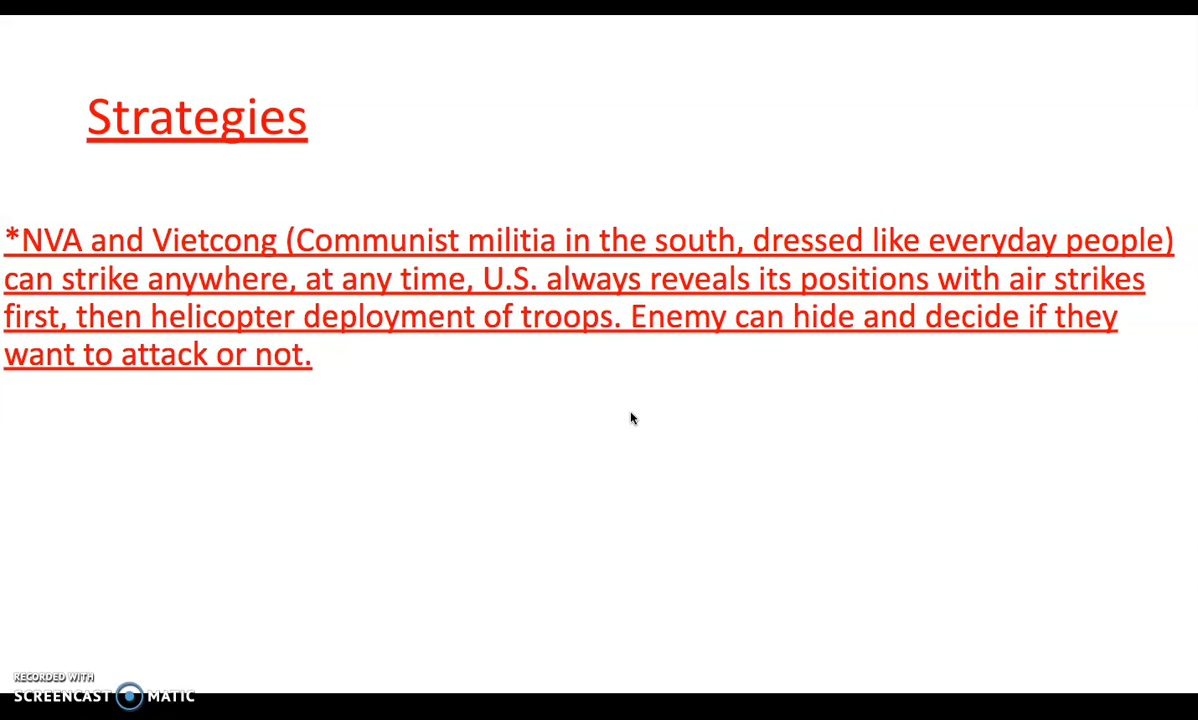 Strategies
*NVA and Vietcong (Communist militia in the south, dressed like everyday people)
can strike anywhere, at any time, U.S. always reveals its positions with air strikes
first, then helicopter deployment of troops. Enemy can hide and decide if they
want to attack or not.
RECORDED WITH
SCREENCAST MATIC